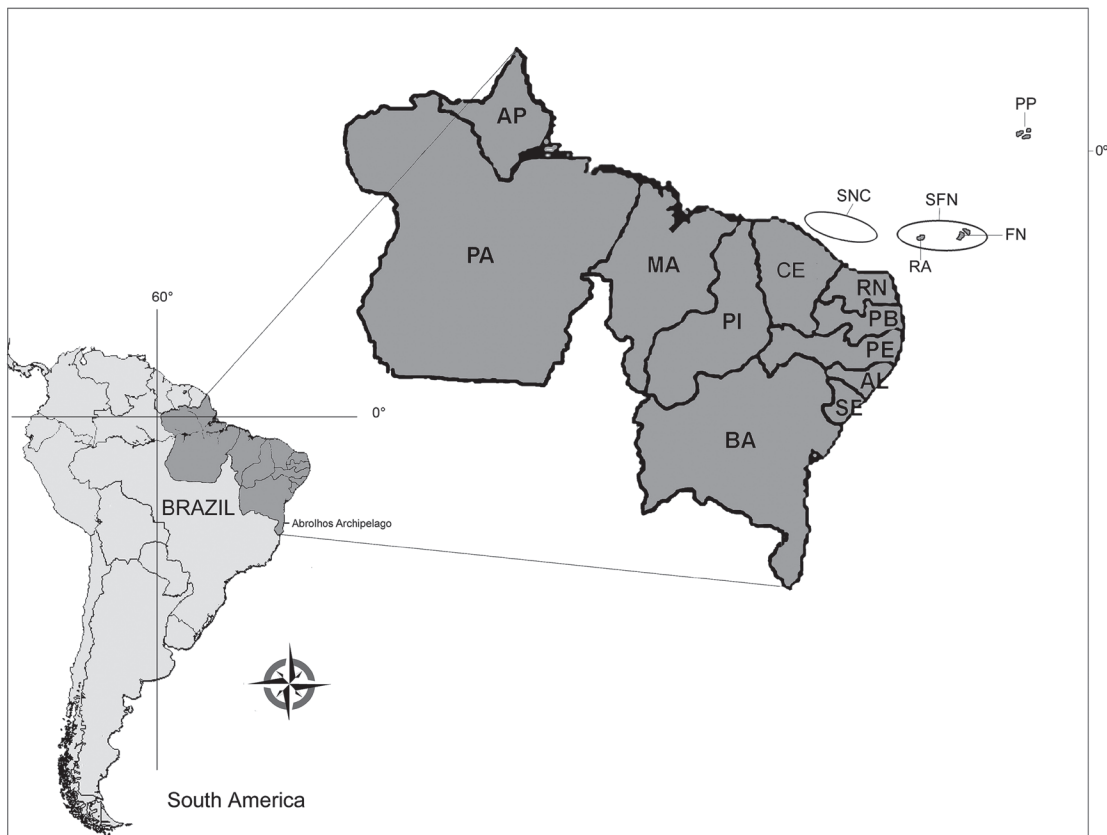 PP
AP
0º
SNC
SFN
FN
RA
PA
MA
CE
RN
PI
PB
PE
AL
SE
BA
60°
0°
BRAZIL
Abrolhos Archipelago
South America